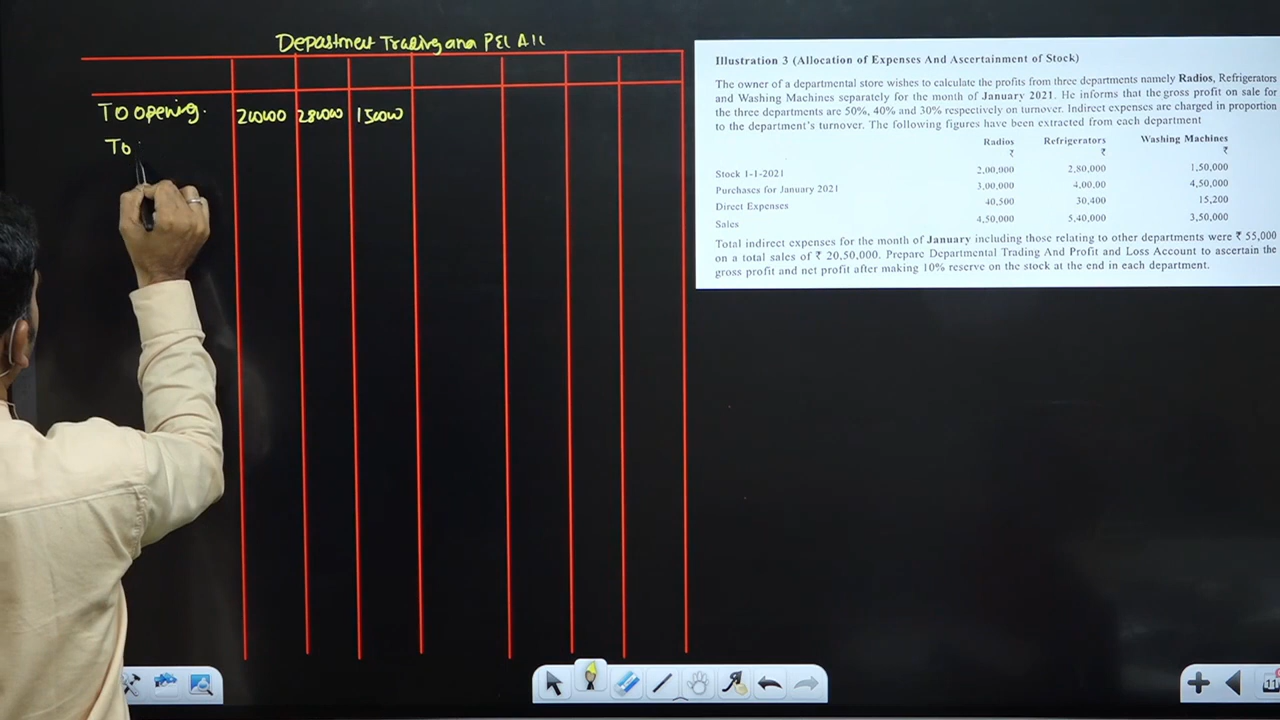 Department Trading and P&L A/c
To opening. 200000 280000 150000
To
Illustration 3 (Allocation of Expenses And Ascertainment of Stock)
The owner of a departmental store wishes to calculate the profits from three departments namely Radios, Refrigerators
and Washing Machines separately for the month of January 2021. He informs that the gross profit on sale for
the three departments are 50%, 40% and 30% respectively on turnover. Indirect expenses are charged in proportion
to the department's turnover. The following figures have been extracted from each department
Radios Refrigerators Washing Machines
₹ ₹ ₹
Stock 1-1-2021 2,00,000 2,80,000 1,50,000
Purchases for January 2021 3,00,000 4,00,00 4,50,000
Direct Expenses 40,500 30,400 15,200
Sales 4,50,000 5,40,000 3,50,000
Total indirect expenses for the month of January including those relating to other departments were ₹ 55,000
on a total sales of ₹ 20,50,000. Prepare Departmental Trading And Profit and Loss Account to ascertain the
gross profit and net profit after making 10% reserve on the stock at the end in each department.
11